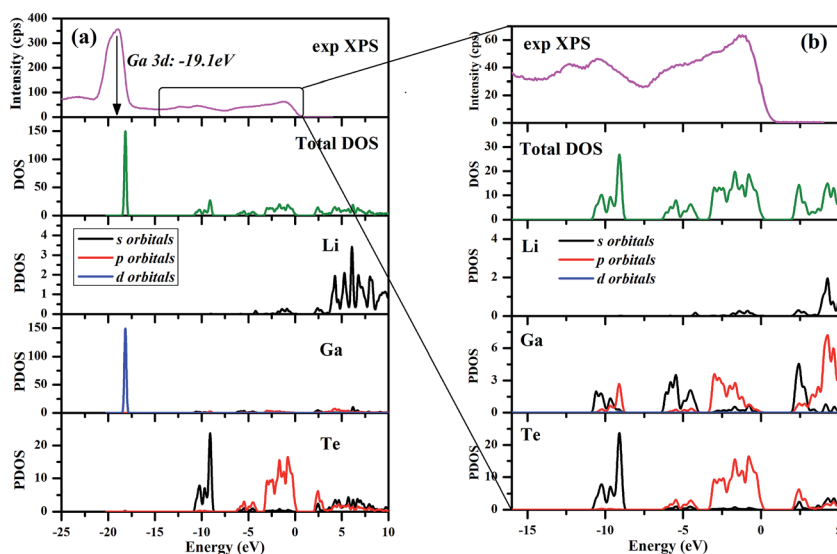 (a)
exp XPS
Ga 3d: -19.1eV
Intensity (cps)
400
300
200
100
0
Total DOS
DOS
150
100
50
0
Li
s orbitals
p orbitals
d orbitals
PDOS
4
3
2
1
0
Ga
PDOS
150
100
50
0
Te
PDOS
20
10
0
-25 -20 -15 -10 -5 0 5 10
Energy (eV)
(b)
exp XPS
Intensity (cps)
60
40
20
0
Total DOS
DOS
30
20
10
0
Li
s orbitals
p orbitals
d orbitals
PDOS
4
2
0
Ga
PDOS
6
3
0
Te
PDOS
20
10
0
-15 -10 -5 0 5
Energy (eV)